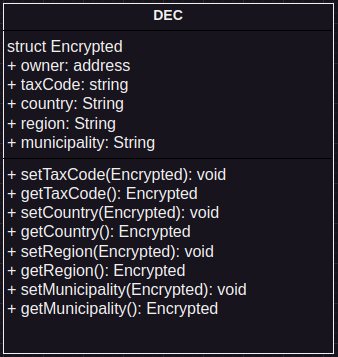 DEC
struct Encrypted
+ owner: address
+ taxCode: string
+ country: String
+ region: String
+ municipality: String
+ setTaxCode(Encrypted): void
+ getTaxCode(): Encrypted
+ setCountry(Encrypted): void
+ getCountry(): Encrypted
+ setRegion(Encrypted): void
+ getRegion(): Encrypted
+ setMunicipality(Encrypted): void
+ getMunicipality(): Encrypted